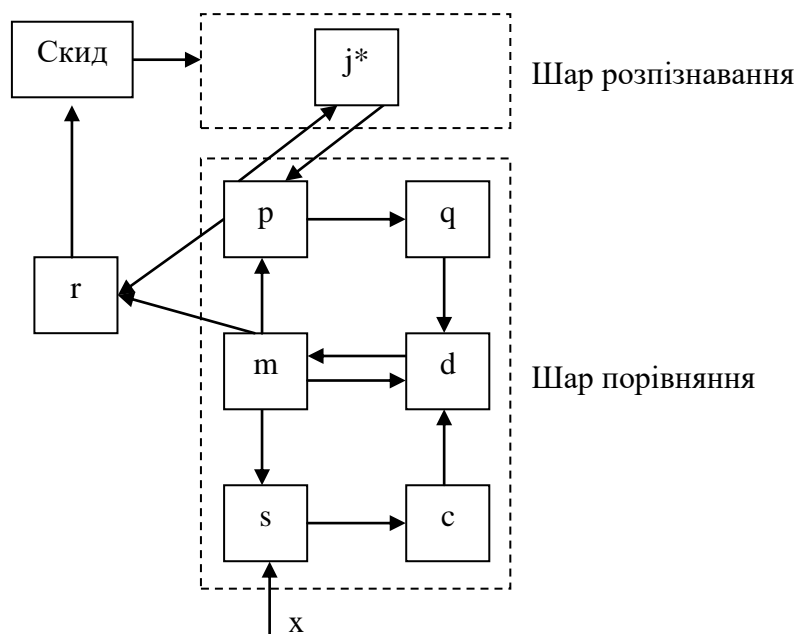 Скид
j*
Шар розпізнавання
p
q
r
m
d
Шар порівняння
s
c
x